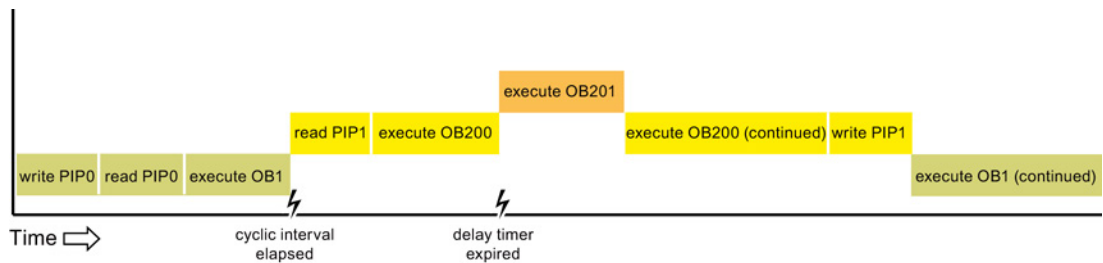 execute OB201
read PIP1
execute OB200
execute OB200 (continued)
write PIP1
write PIP0
read PIP0
execute OB1
execute OB1 (continued)
Time
cyclic interval
elapsed
delay timer
expired